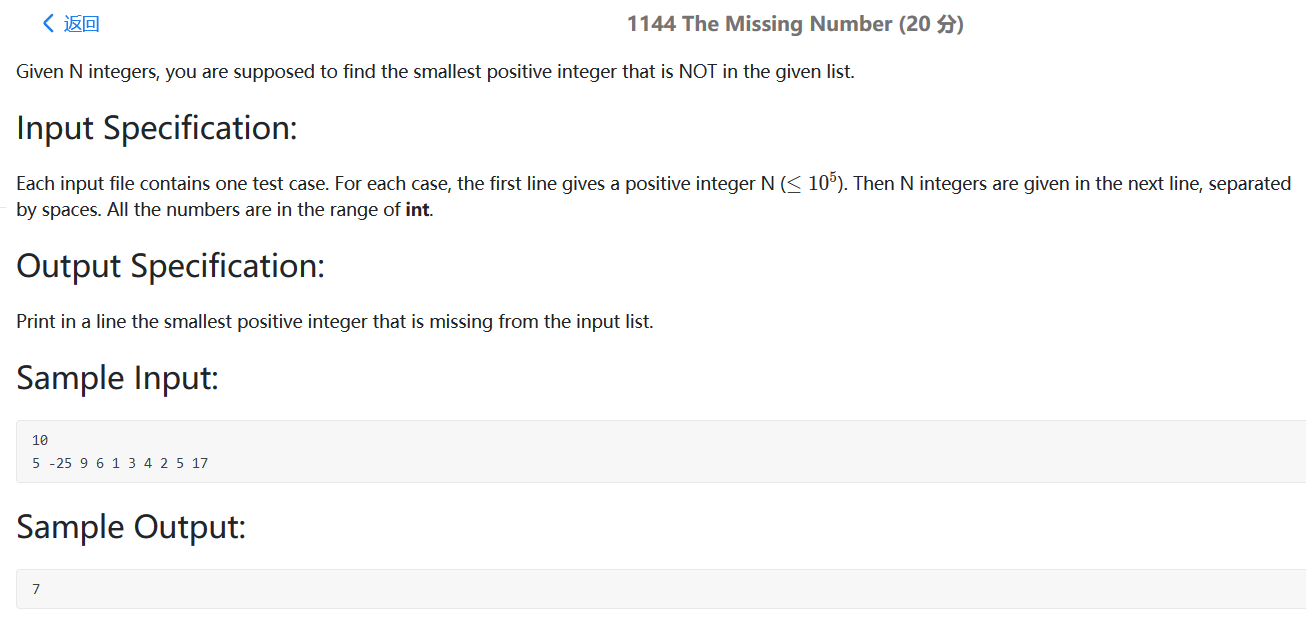 返回
1144 The Missing Number (20 分)
Given N integers, you are supposed to find the smallest positive integer that is NOT in the given list.
Input Specification:
Each input file contains one test case. For each case, the first line gives a positive integer N (≤ 10⁵). Then N integers are given in the next line, separated
by spaces. All the numbers are in the range of int.
Output Specification:
Print in a line the smallest positive integer that is missing from the input list.
Sample Input:
10
5 -25 9 6 1 3 4 2 5 17
Sample Output:
7